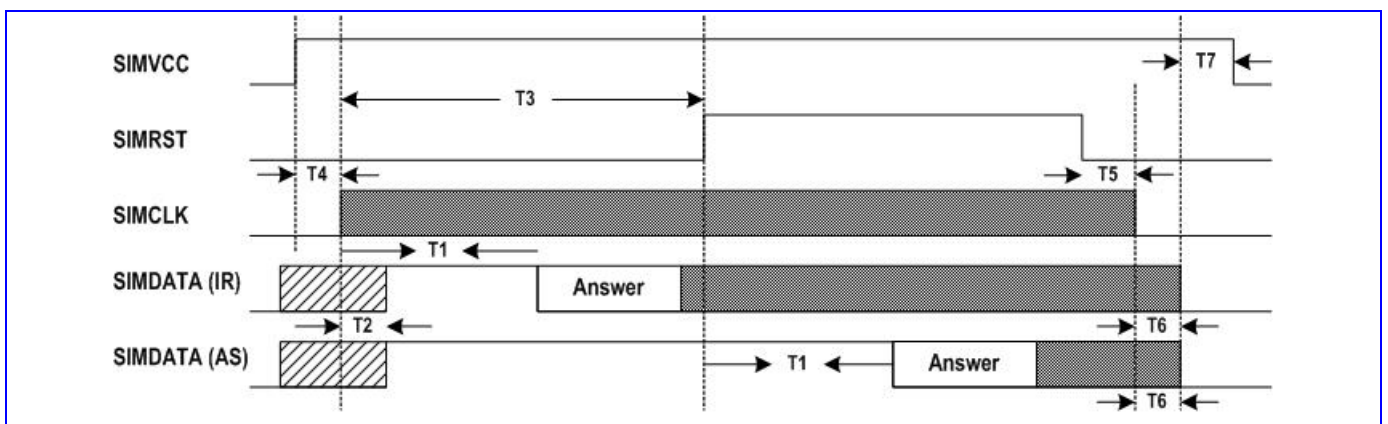 SIMVCC
T7
T3
SIMRST
T4
T5
SIMCLK
T1
SIMDATA (IR)
Answer
T2
T6
SIMDATA (AS)
T1
Answer
T6